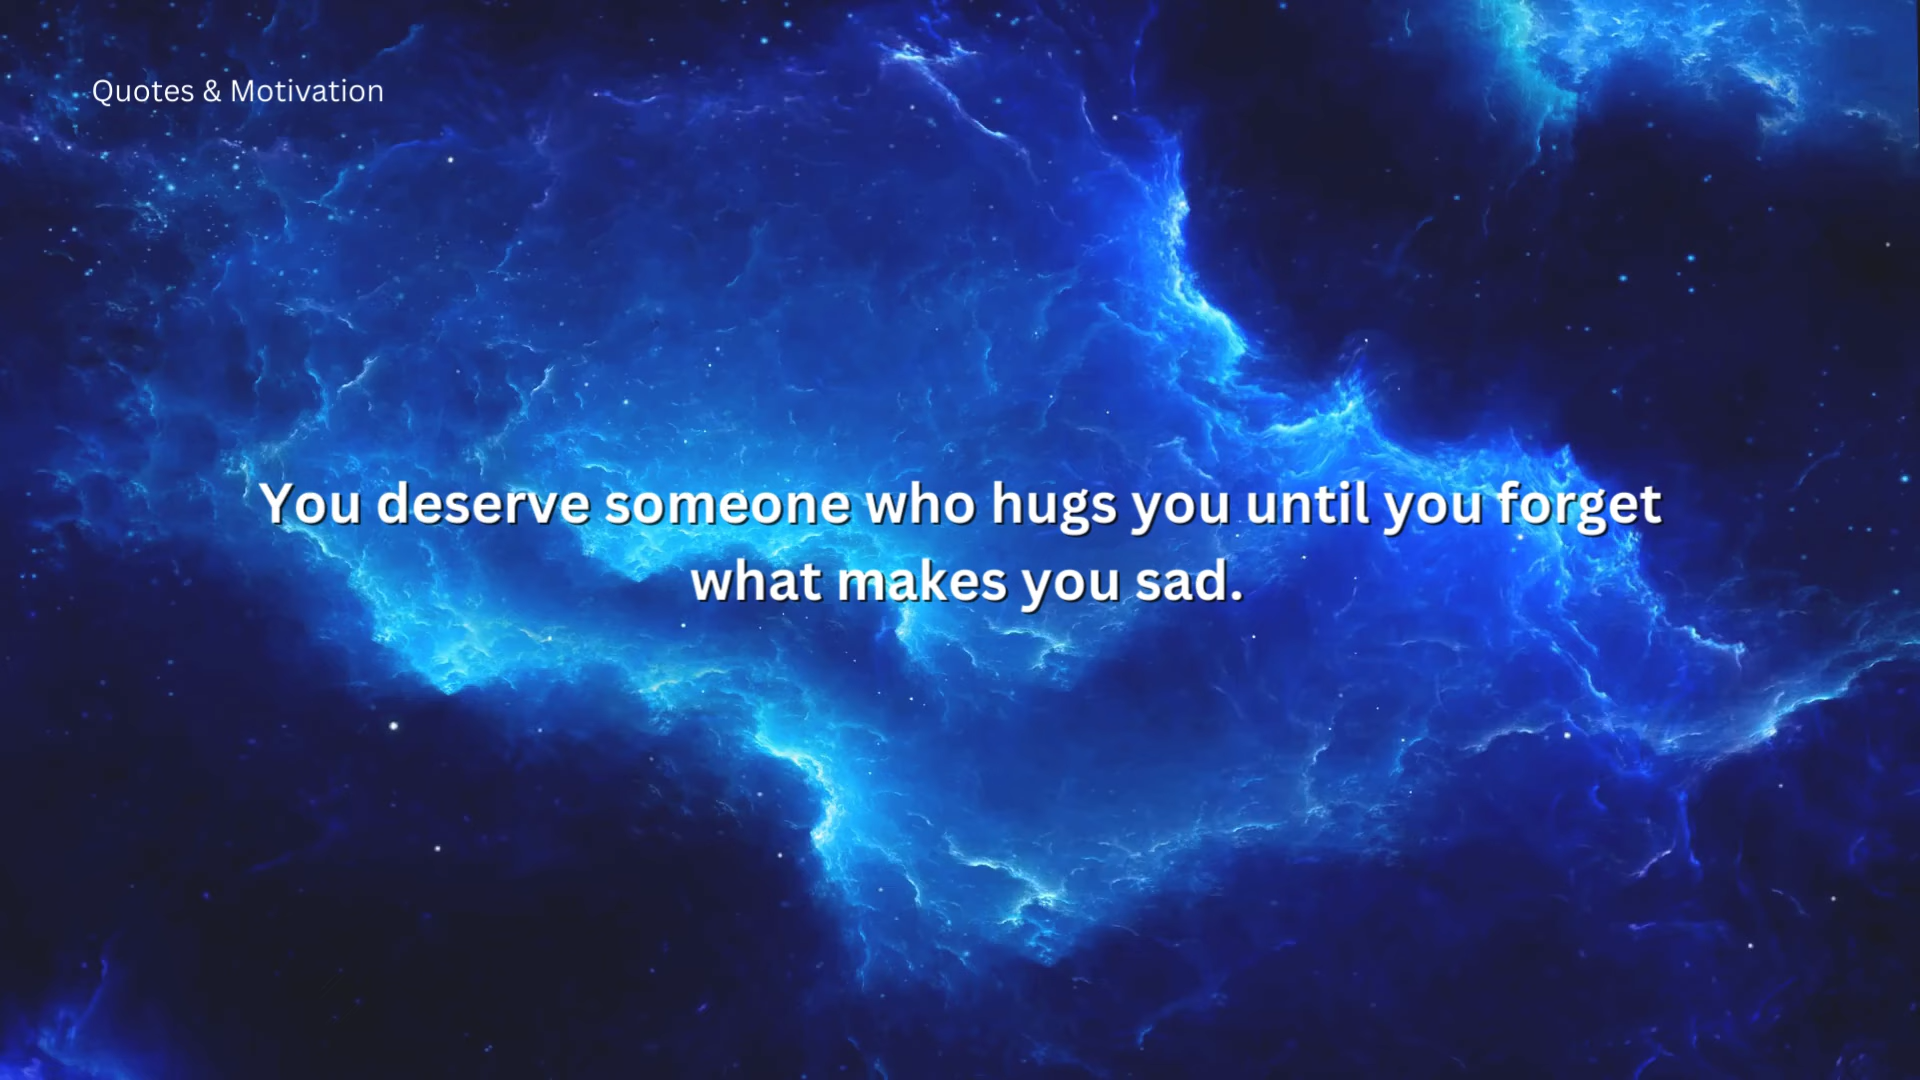 Quotes & Motivation
You deserve someone who hugs you until you forget
what makes you sad.